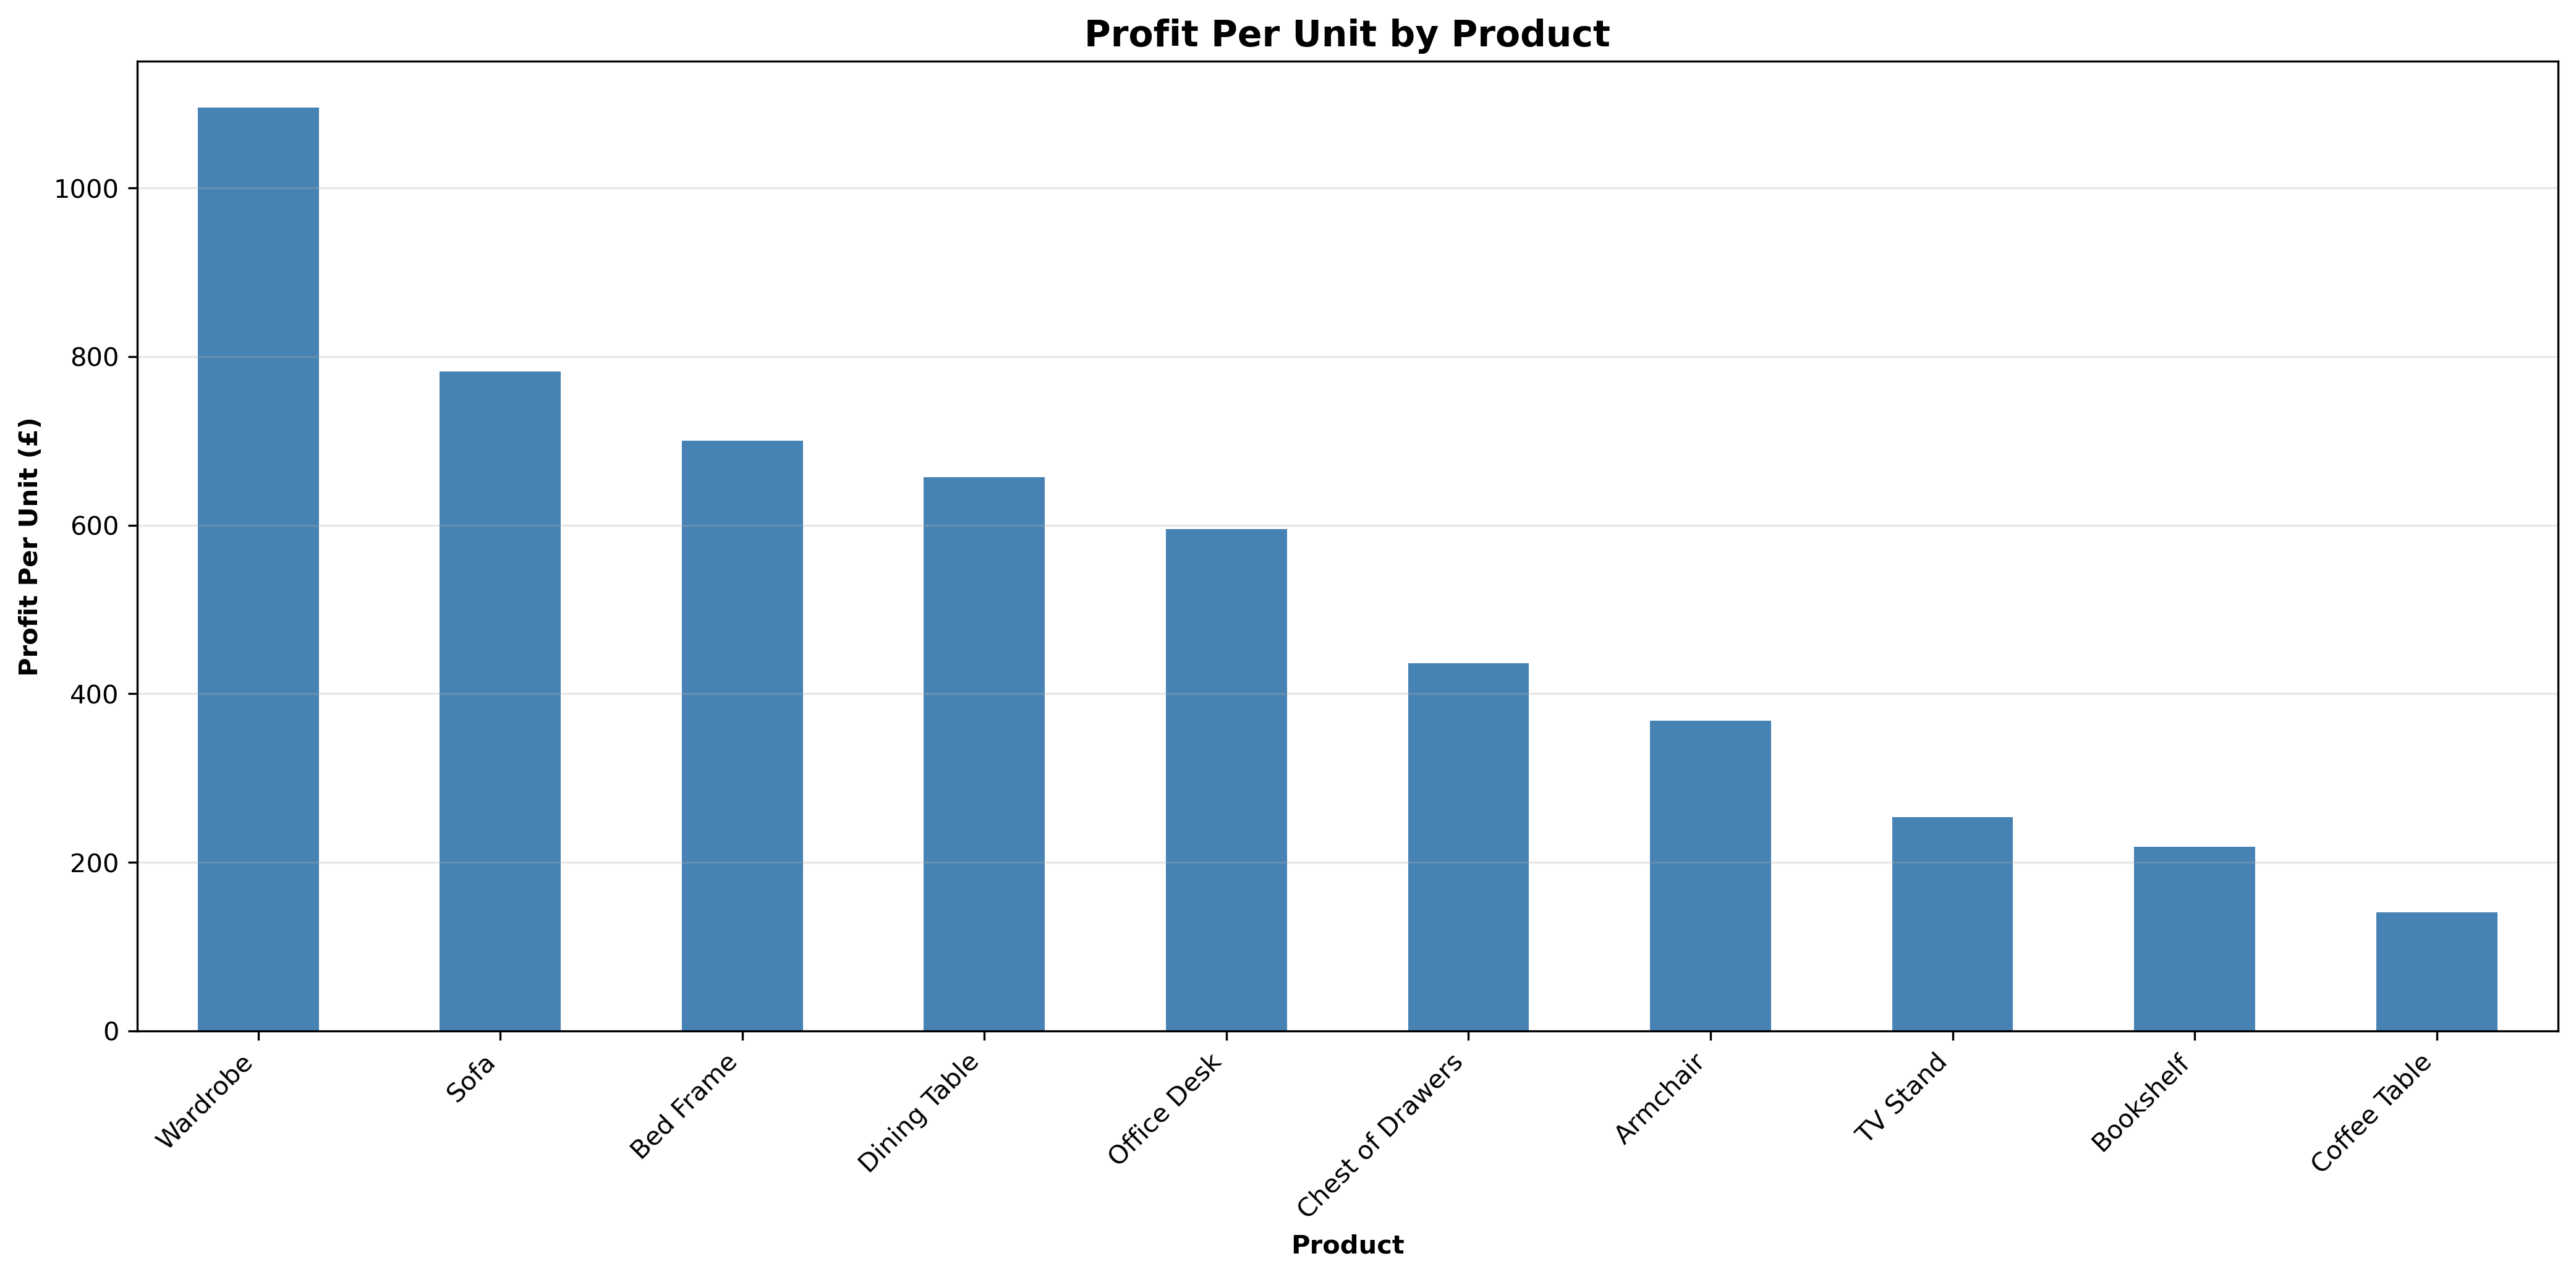 Profit Per Unit by Product
Profit Per Unit (£)
1000
800
600
400
200
0
Wardrobe
Sofa
Bed Frame
Dining Table
Office Desk
Chest of Drawers
Armchair
TV Stand
Bookshelf
Coffee Table
Product